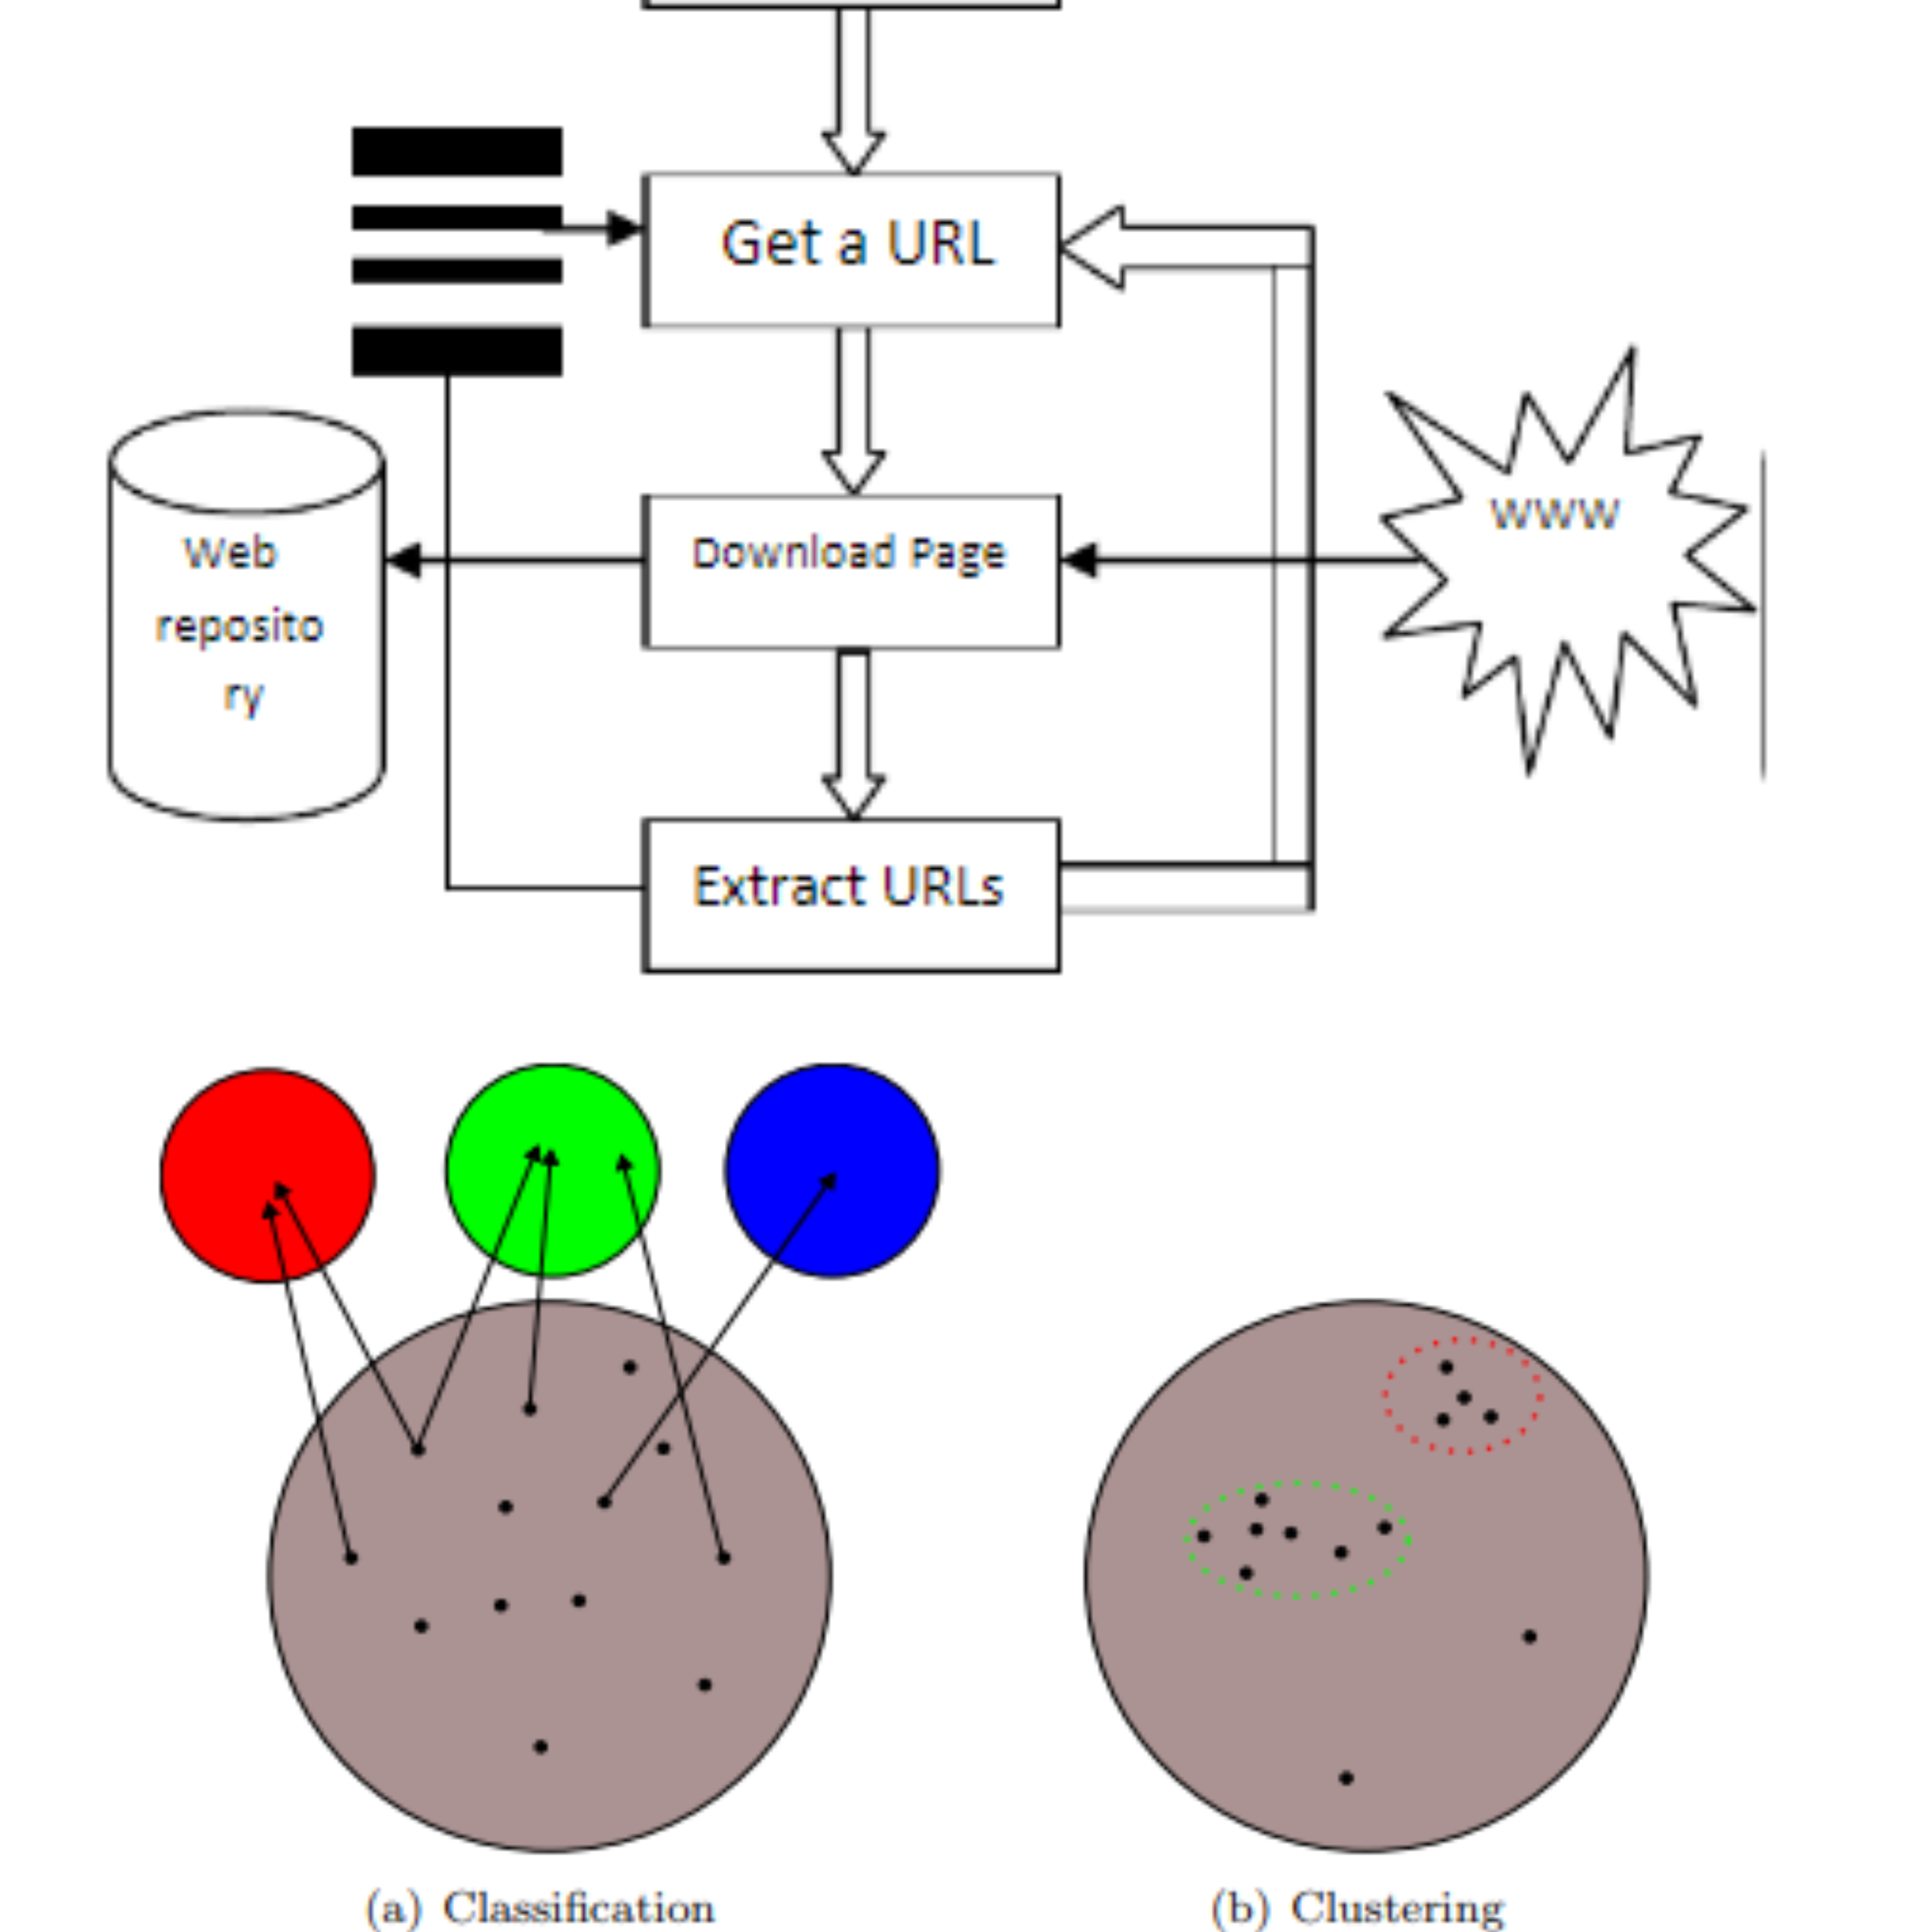 Get a URL
www
Download Page
Web
reposito
ry
Extract URLs
(a) Classification
(b) Clustering